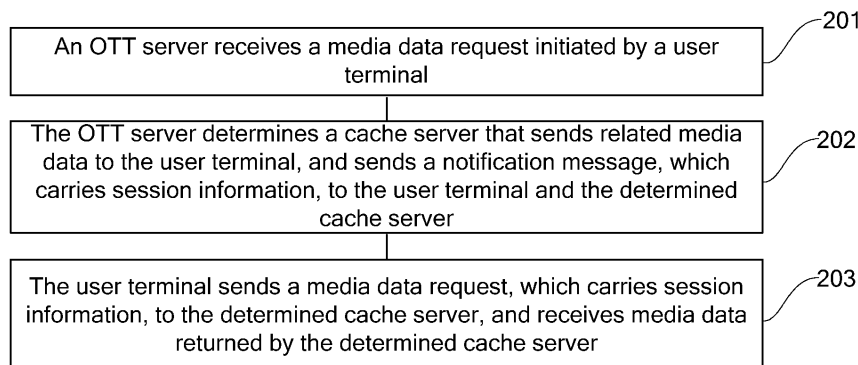 201
An OTT server receives a media data request initiated by a user
terminal
202
The OTT server determines a cache server that sends related media
data to the user terminal, and sends a notification message, which
carries session information, to the user terminal and the determined
cache server
203
The user terminal sends a media data request, which carries session
information, to the determined cache server, and receives media data
returned by the determined cache server